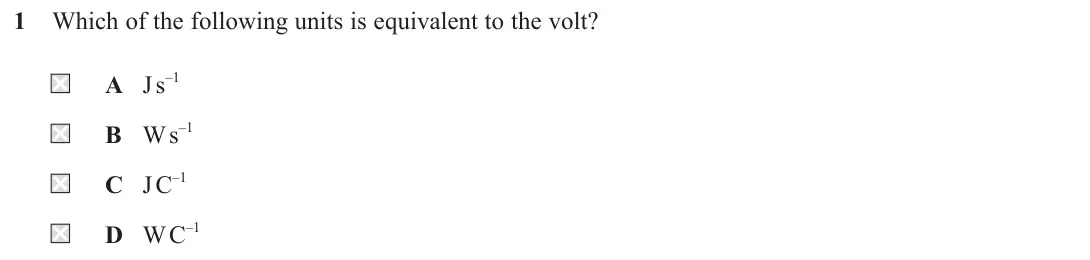 1 Which of the following units is equivalent to the volt?
A J s⁻¹
B W s⁻¹
C J C⁻¹
D W C⁻¹